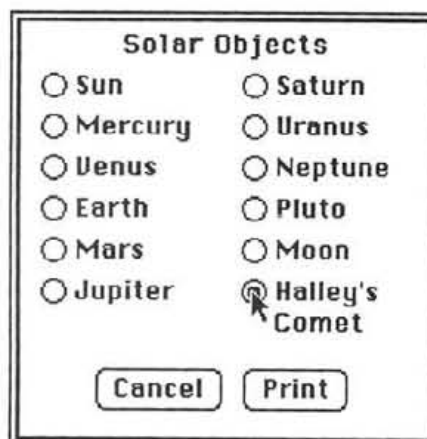 Solar Objects
Sun
Mercury
Venus
Earth
Mars
Jupiter
Saturn
Uranus
Neptune
Pluto
Moon
Halley's
Comet
Cancel
Print